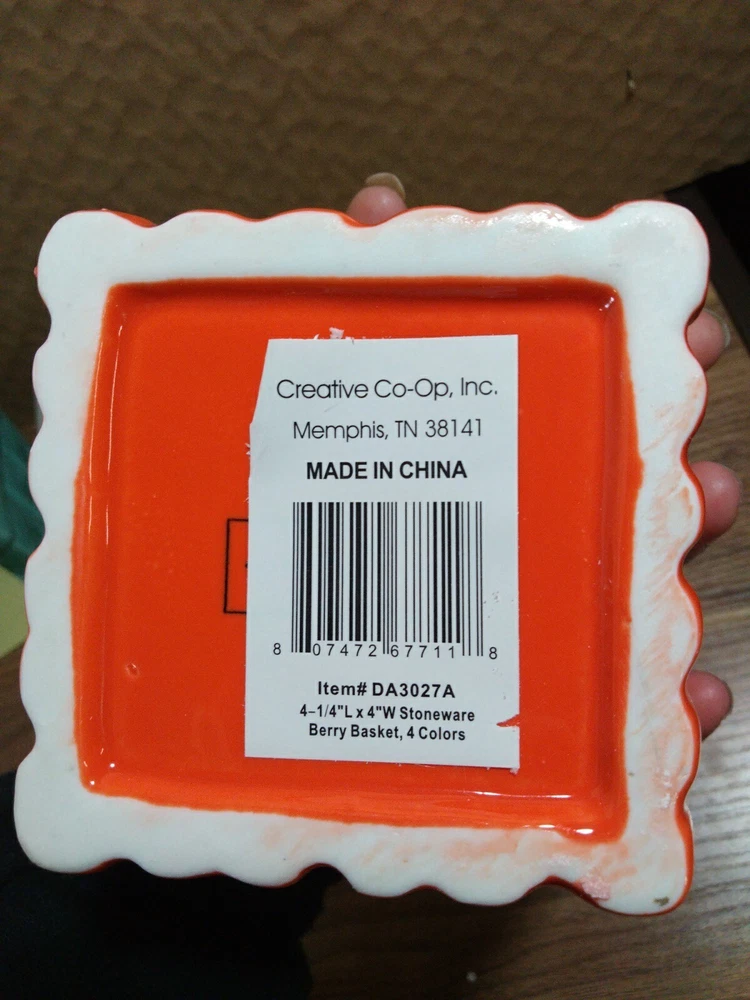 Creative Co-Op, Inc.
Memphis, TN 38141
MADE IN CHINA
8 07472 67711 8
Item# DA3027A
4-1/4"L x 4"W Stoneware
Berry Basket, 4 Colors